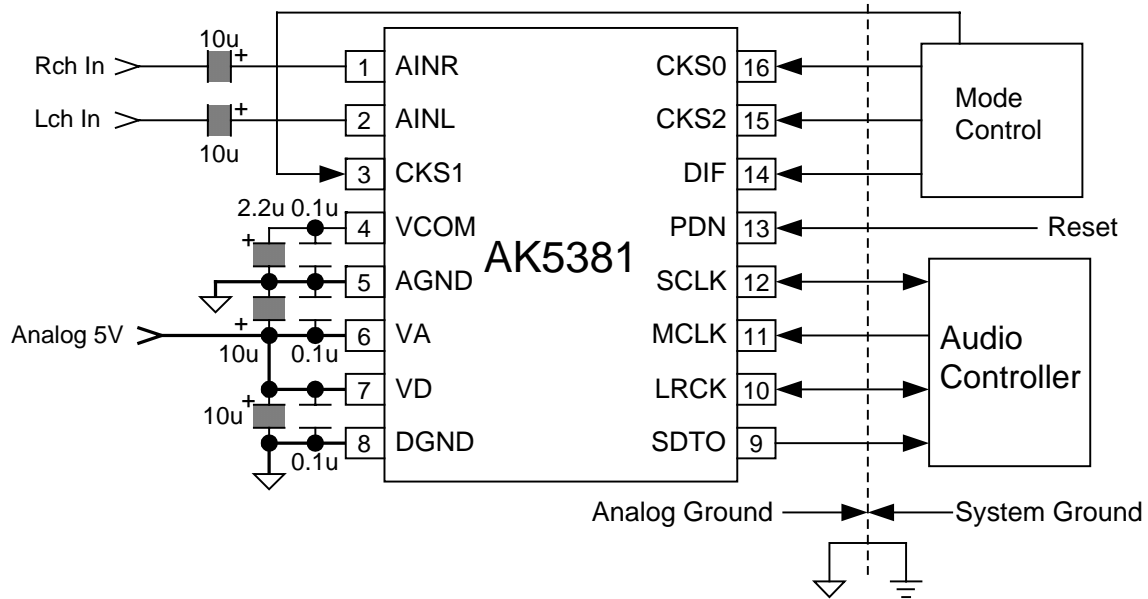 10u
+
Rch In
1
AINR
CKS0
16
Mode
Control
+
Lch In
2
AINL
CKS2
15
10u
3
CKS1
DIF
14
2.2u
0.1u
+
4
VCOM
PDN
13
Reset
AK5381
5
AGND
SCLK
12
Analog 5V
+
10u
0.1u
6
VA
MCLK
11
Audio
Controller
7
VD
LRCK
10
10u
+
0.1u
8
DGND
SDTO
9
Analog Ground
System Ground